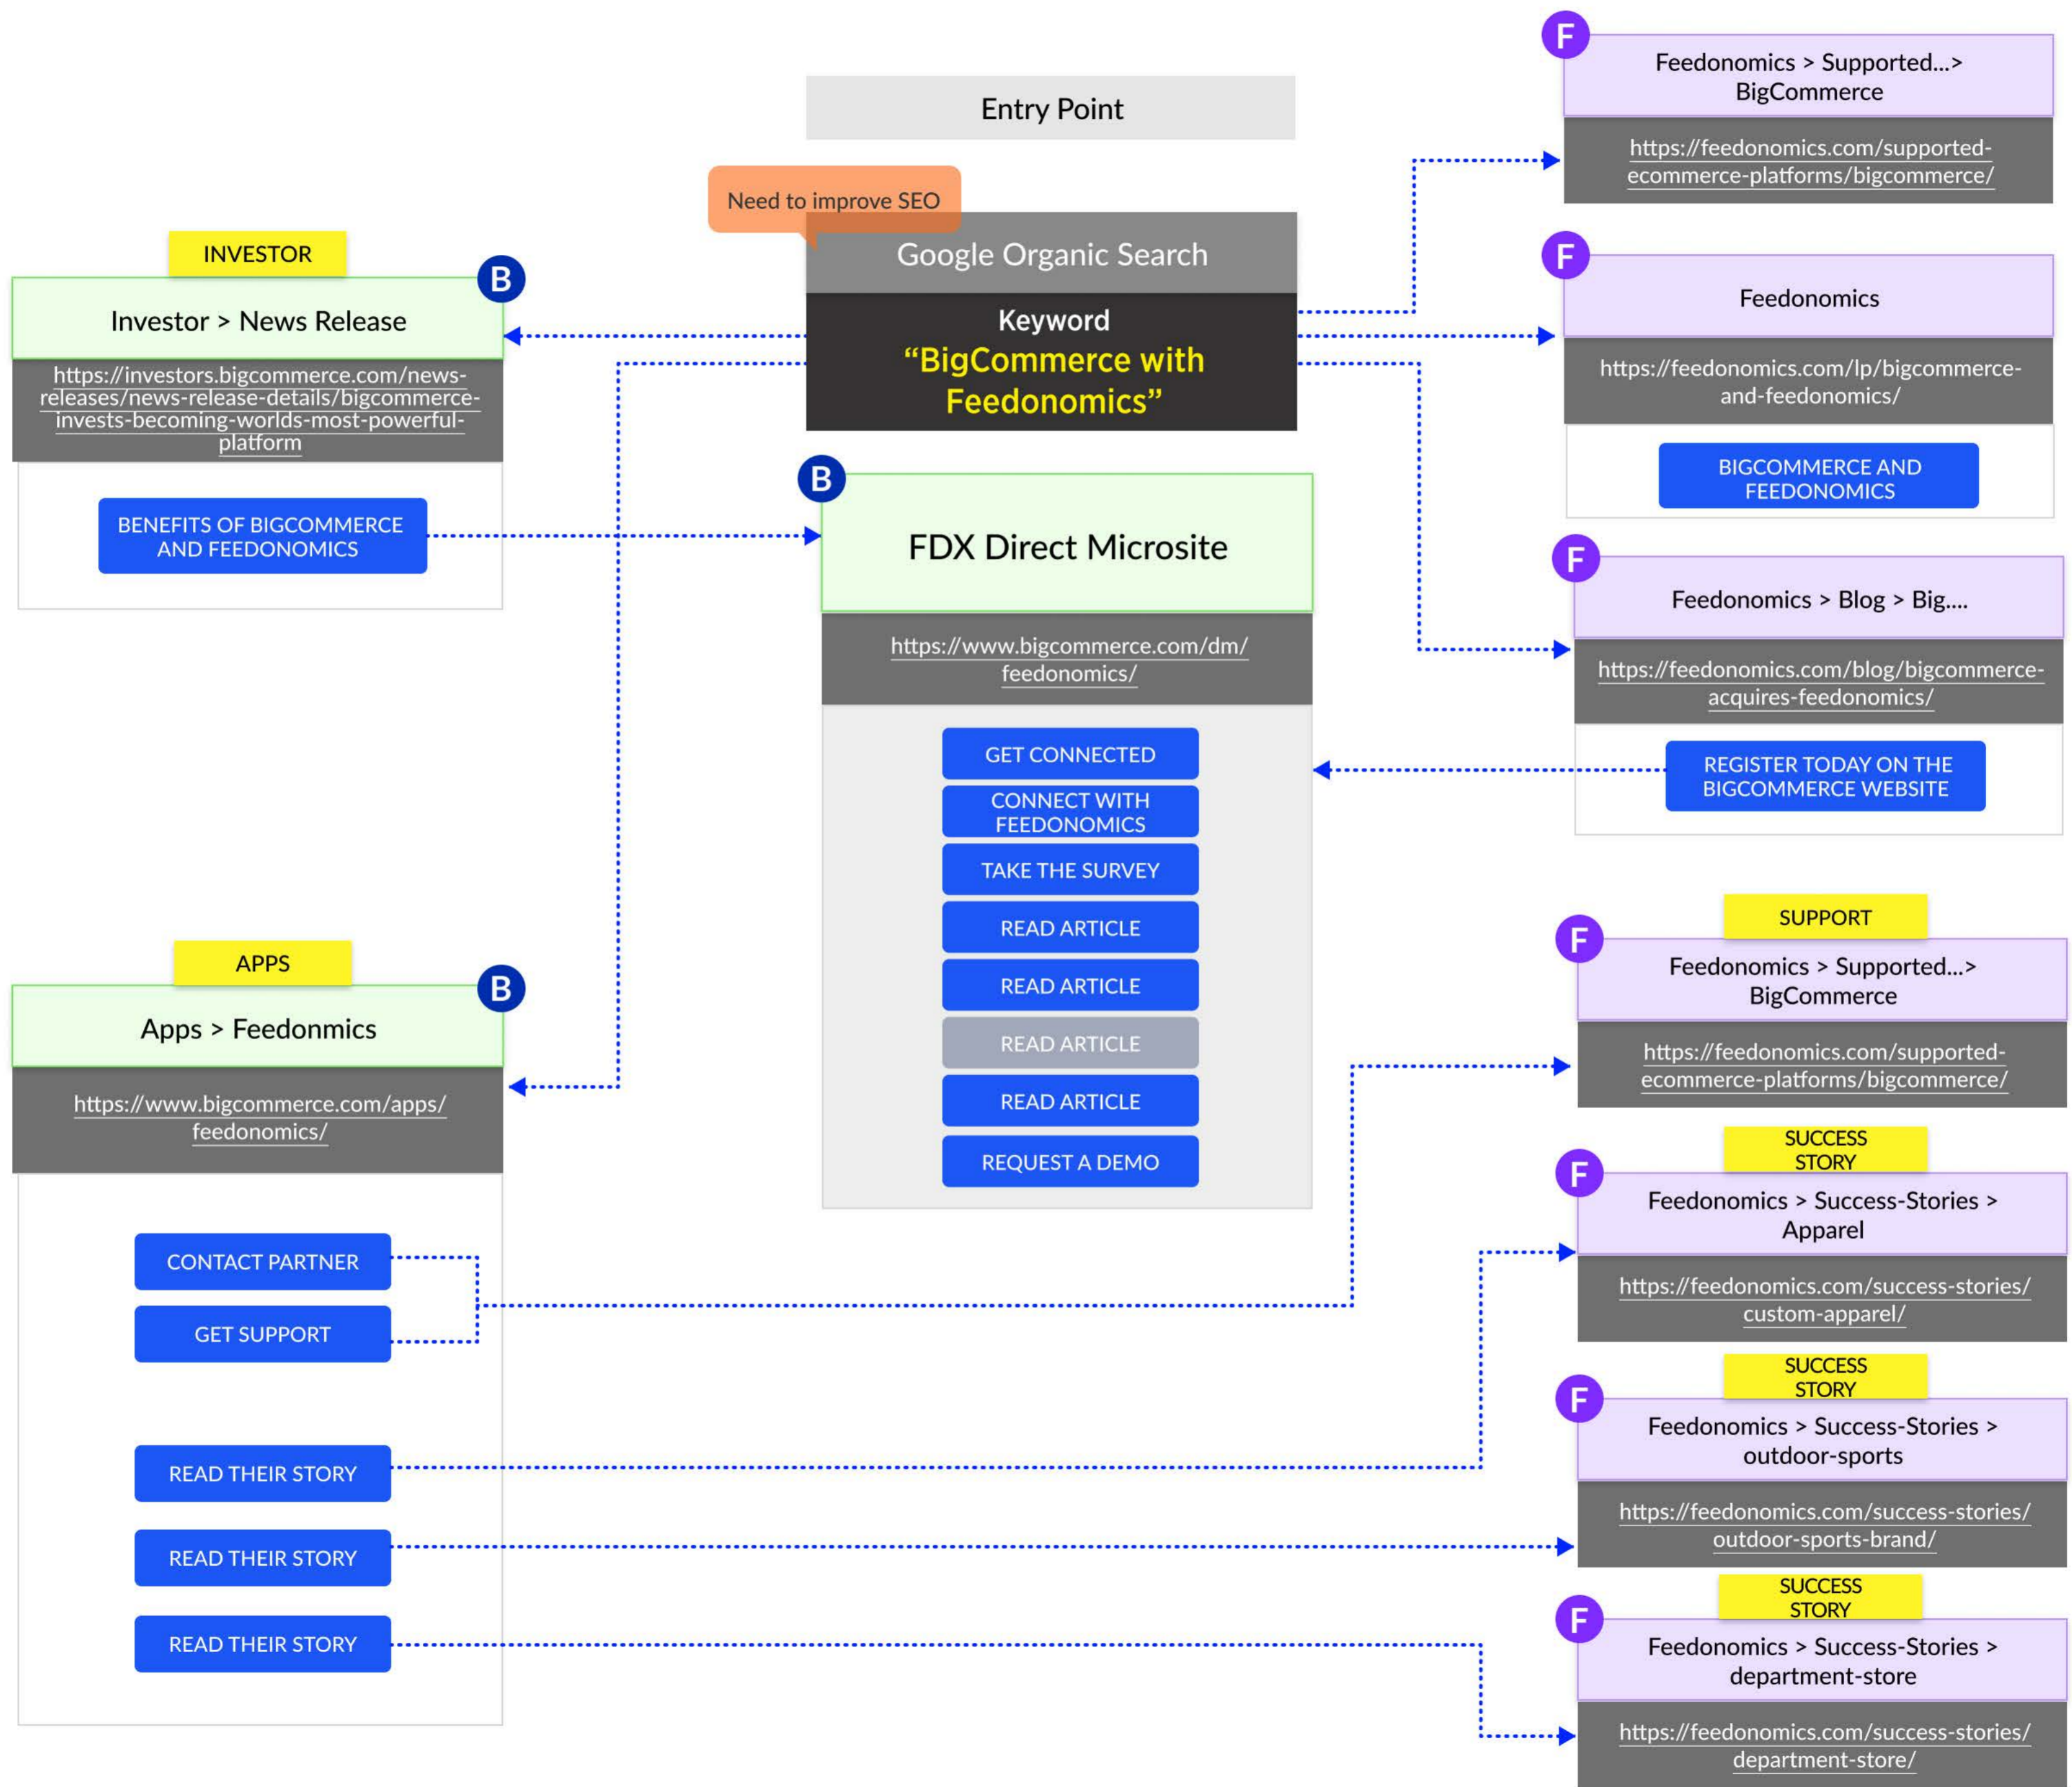 Entry Point
Need to improve SEO
Google Organic Search
Keyword
“BigCommerce with
Feedonomics”
INVESTOR
B
Investor > News Release
https://investors.bigcommerce.com/news-
releases/news-release-details/bigcommerce-
invests-becoming-worlds-most-powerful-
platform
BENEFITS OF BIGCOMMERCE
AND FEEDONOMICS
APPS
B
Apps > Feedonmics
https://www.bigcommerce.com/apps/
feedonomics/
CONTACT PARTNER
GET SUPPORT
READ THEIR STORY
READ THEIR STORY
READ THEIR STORY
B
FDX Direct Microsite
https://www.bigcommerce.com/dm/
feedonomics/
GET CONNECTED
CONNECT WITH
FEEDONOMICS
TAKE THE SURVEY
READ ARTICLE
READ ARTICLE
READ ARTICLE
READ ARTICLE
REQUEST A DEMO
F
Feedonomics > Supported...>
BigCommerce
https://feedonomics.com/supported-
ecommerce-platforms/bigcommerce/
F
Feedonomics
https://feedonomics.com/lp/bigcommerce-
and-feedonomics/
BIGCOMMERCE AND
FEEDONOMICS
F
Feedonomics > Blog > Big....
https://feedonomics.com/blog/bigcommerce-
acquires-feedonomics/
REGISTER TODAY ON THE
BIGCOMMERCE WEBSITE
SUPPORT
F
Feedonomics > Supported...>
BigCommerce
https://feedonomics.com/supported-
ecommerce-platforms/bigcommerce/
SUCCESS
STORY
F
Feedonomics > Success-Stories >
Apparel
https://feedonomics.com/success-stories/
custom-apparel/
SUCCESS
STORY
F
Feedonomics > Success-Stories >
outdoor-sports
https://feedonomics.com/success-stories/
outdoor-sports-brand/
SUCCESS
STORY
F
Feedonomics > Success-Stories >
department-store
https://feedonomics.com/success-stories/
department-store/